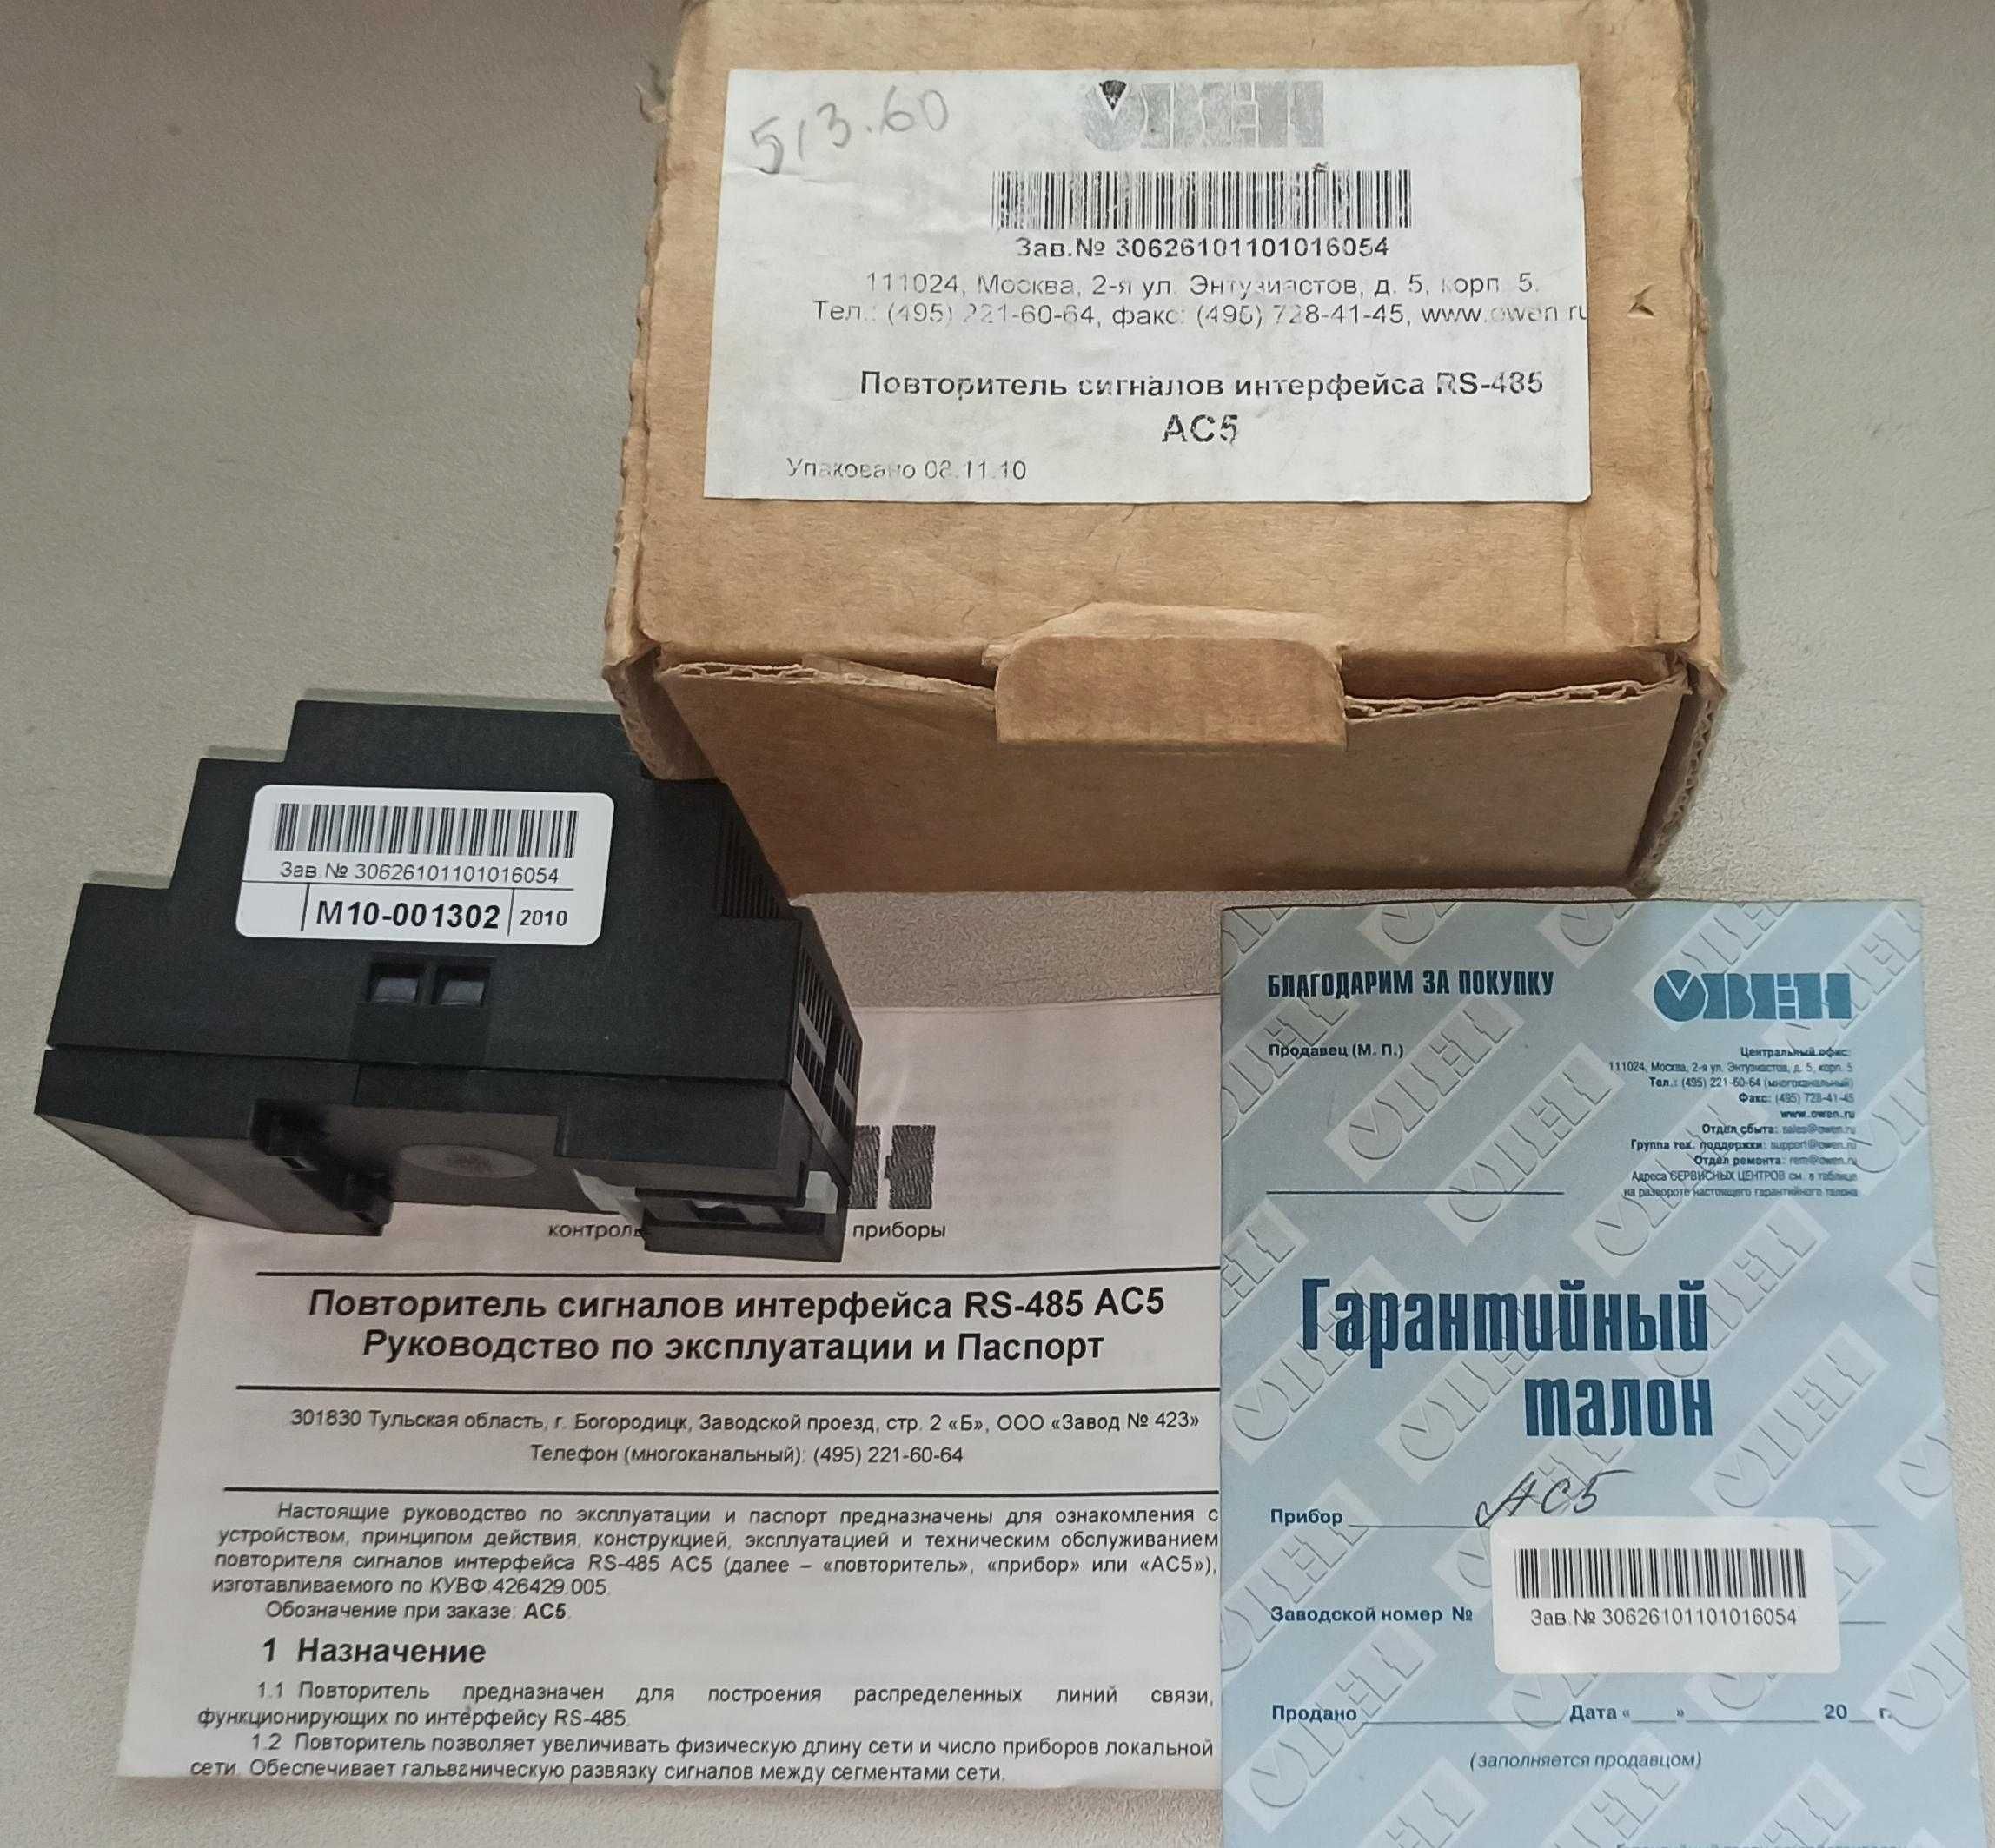 513.60
ОВЕН
Зав.№ 30626101101016054
111024, Москва, 2-я ул. Энтузиастов, д. 5, корп. 5.
Тел.: (495) 221-60-64, факс: (495) 728-41-45, www.owen.ru
Повторитель сигналов интерфейса RS-485
АС5
Упаковано 08.11.10
Зав.№ 30626101101016054
М10-001302 2010
приборы
Повторитель сигналов интерфейса RS-485 АС5
Руководство по эксплуатации и Паспорт
301830 Тульская область, г. Богородицк, Заводской проезд, стр. 2 «Б», ООО «Завод № 423»
Телефон (многоканальный): (495) 221-60-64
Настоящие руководство по эксплуатации и паспорт предназначены для ознакомления с
устройством, принципом действия, конструкцией, эксплуатацией и техническим обслуживанием
повторителя сигналов интерфейса RS-485 АС5 (далее – «повторитель», «прибор» или «АС5»),
изготавливаемого по КУВФ.426429.005.
Обозначение при заказе: АС5.
1 Назначение
1.1 Повторитель предназначен для построения распределенных линий связи,
функционирующих по интерфейсу RS-485.
1.2 Повторитель позволяет увеличивать физическую длину сети и число приборов локальной
сети. Обеспечивает гальваническую развязку сигналов между сегментами сети.
БЛАГОДАРИМ ЗА ПОКУПКУ
ОВЕН
Продавец (М. П.)
Центральный офис:
111024, Москва, 2-я ул. Энтузиастов, д. 5, корп. 5
Тел.: (495) 221-60-64 (многоканальный)
Факс: (495) 728-41-45
www.owen.ru
Отдел сбыта: sales@owen.ru
Группа тех. поддержки: support@owen.ru
Отдел ремонта: rem@owen.ru
Адреса СЕРВИСНЫХ ЦЕНТРОВ см. в таблице
на развороте настоящего гарантийного талона
Гарантийный
талон
Прибор АС5
Заводской номер №
Зав.№ 30626101101016054
Продано Дата « » 20 г.
(заполняется продавцом)